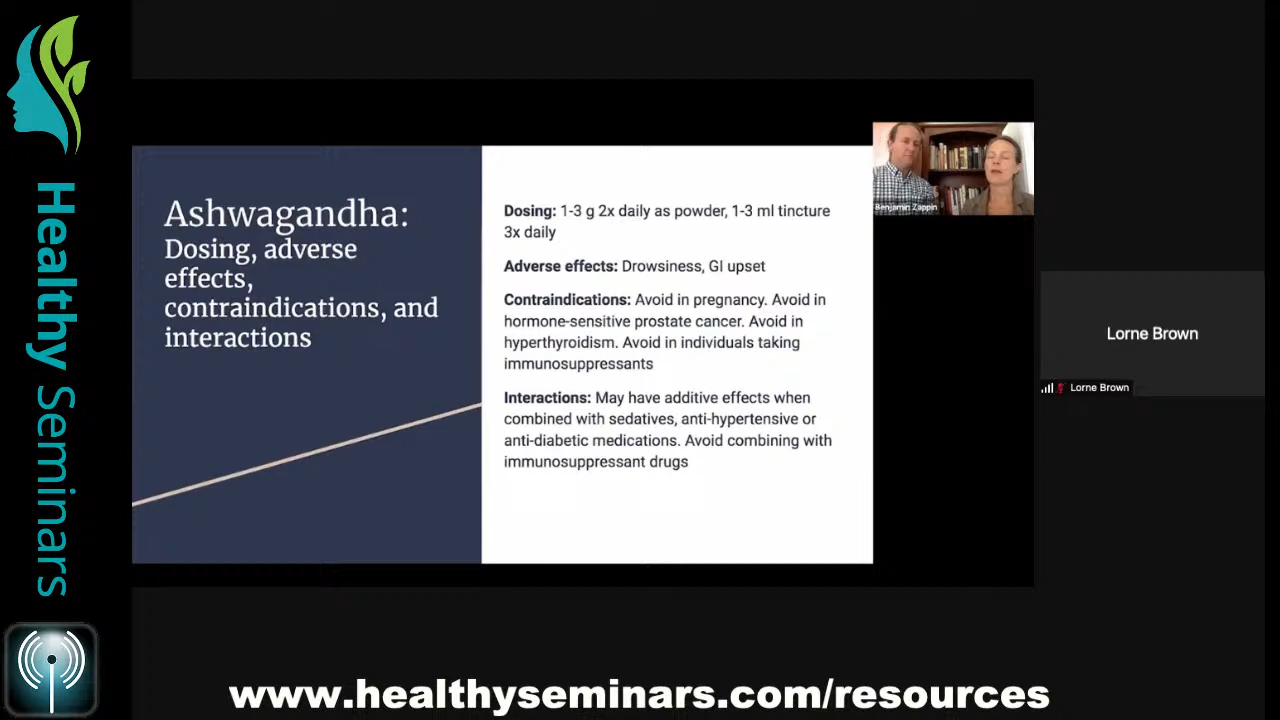 Healthy Seminars
Ashwagandha:
Dosing, adverse
effects,
contraindications, and
interactions
Dosing: 1-3 g 2x daily as powder, 1-3 ml tincture
3x daily
Adverse effects: Drowsiness, GI upset
Contraindications: Avoid in pregnancy. Avoid in
hormone-sensitive prostate cancer. Avoid in
hyperthyroidism. Avoid in individuals taking
immunosuppressants
Interactions: May have additive effects when
combined with sedatives, anti-hypertensive or
anti-diabetic medications. Avoid combining with
immunosuppressant drugs
Benjamin Zappin
Lorne Brown
Lorne Brown
www.healthyseminars.com/resources